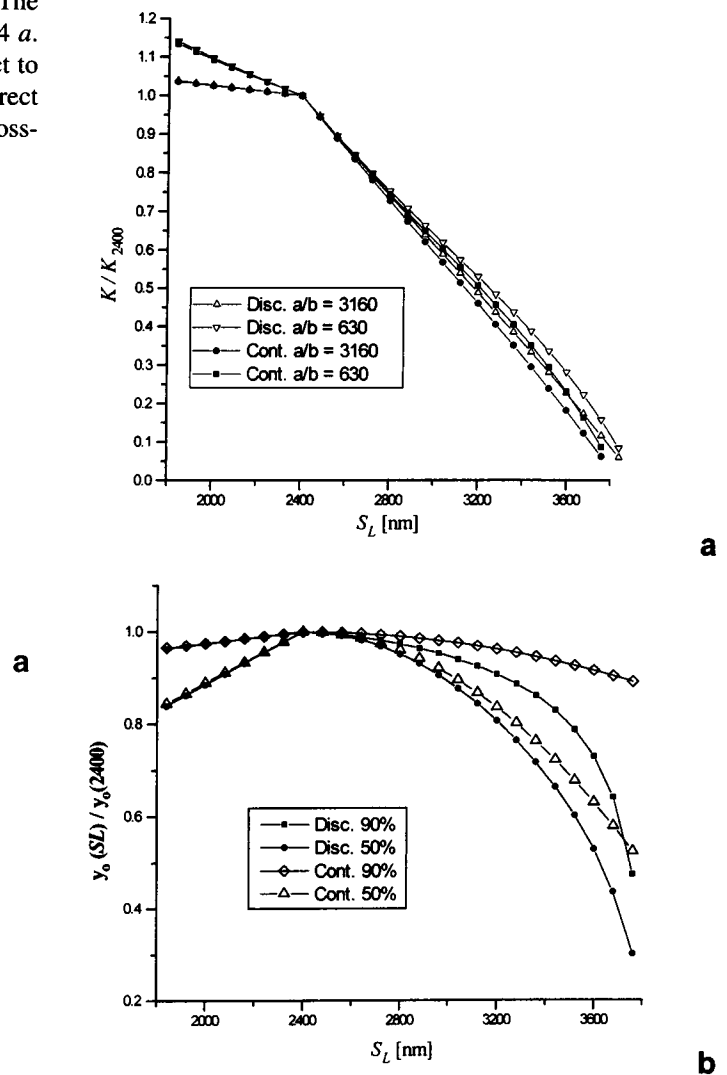 The
4 a.
ct to
rect
oss-
1.2
1.1
1.0
0.9
0.8
0.7
0.6
0.5
0.4
0.3
0.2
0.1
0.0
K / K2400
Disc. a/b = 3160
Disc. a/b = 630
Cont. a/b = 3160
Cont. a/b = 630
2000 2400 2800 3200 3600
SL [nm]
a
a
1.0
0.8
0.6
0.4
0.2
yo (SL) / yo(2400)
Disc. 90%
Disc. 50%
Cont. 90%
Cont. 50%
2000 2400 2800 3200 3600
SL [nm]
b